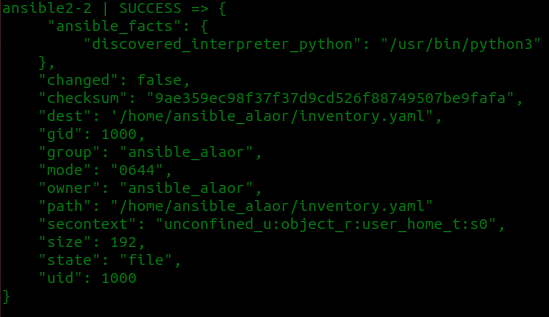 ansible2-2 | SUCCESS => {
"ansible_facts": {
"discovered_interpreter_python": "/usr/bin/python3"
},
"changed": false,
"checksum": "9ae359ec98f37f37d9cd526f88749507be9fafa",
"dest": '/home/ansible_alaor/inventory.yaml",
"gid": 1000,
"group": "ansible_alaor",
"mode": "0644",
"owner": "ansible_alaor",
"path": "/home/ansible_alaor/inventory.yaml"
"secontext": "unconfined_u:object_r:user_home_t:s0",
"size": 192,
"state": "file",
"uid": 1000
}